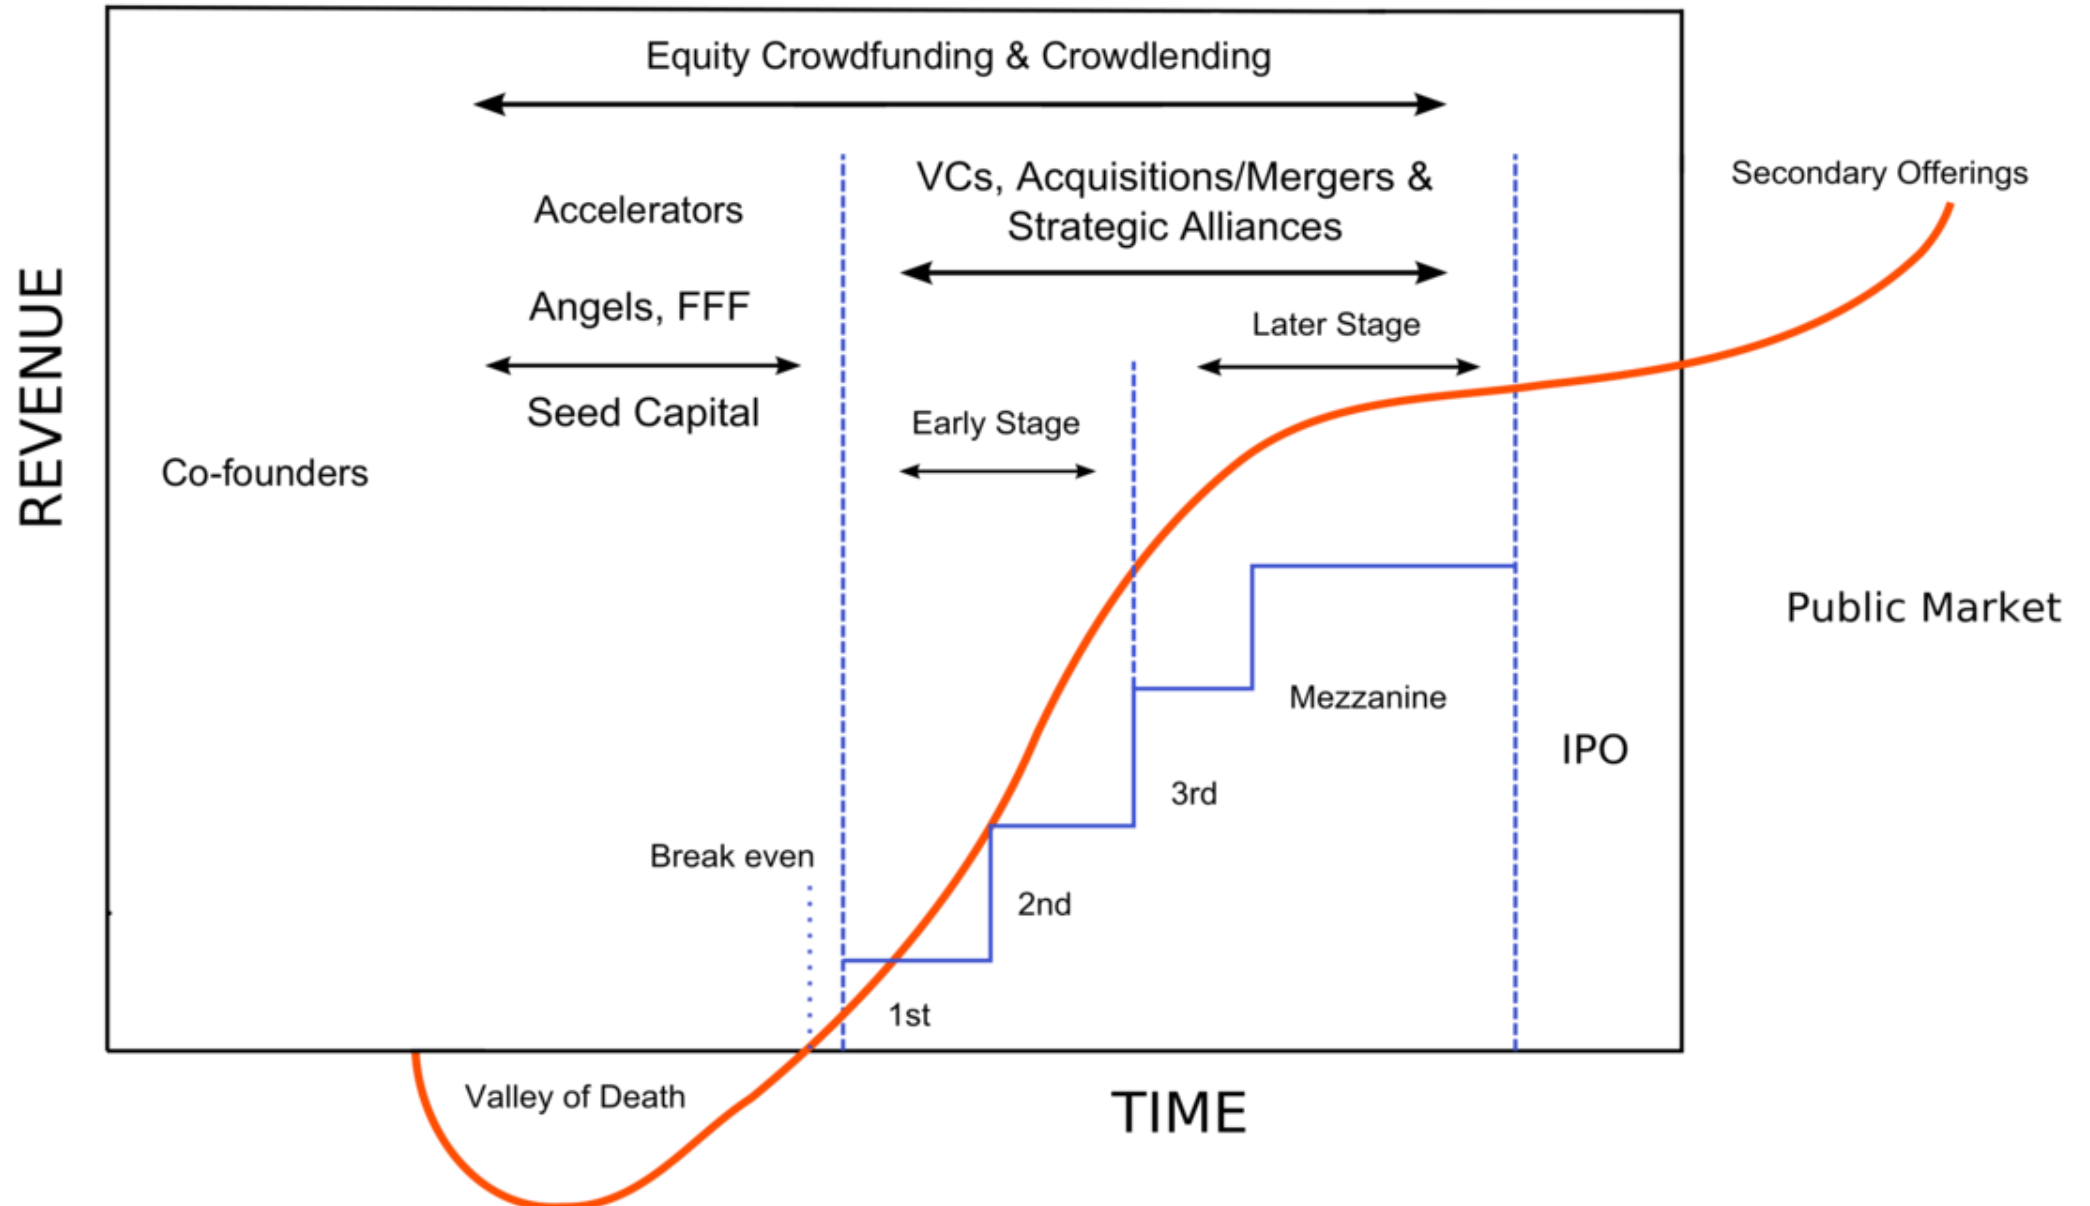 Equity Crowdfunding & Crowdlending
VCs, Acquisitions/Mergers &
Strategic Alliances
Secondary Offerings
Accelerators
Angels, FFF
Later Stage
Seed Capital
Early Stage
Co-founders
REVENUE
Public Market
Mezzanine
IPO
3rd
Break even
2nd
1st
Valley of Death
TIME